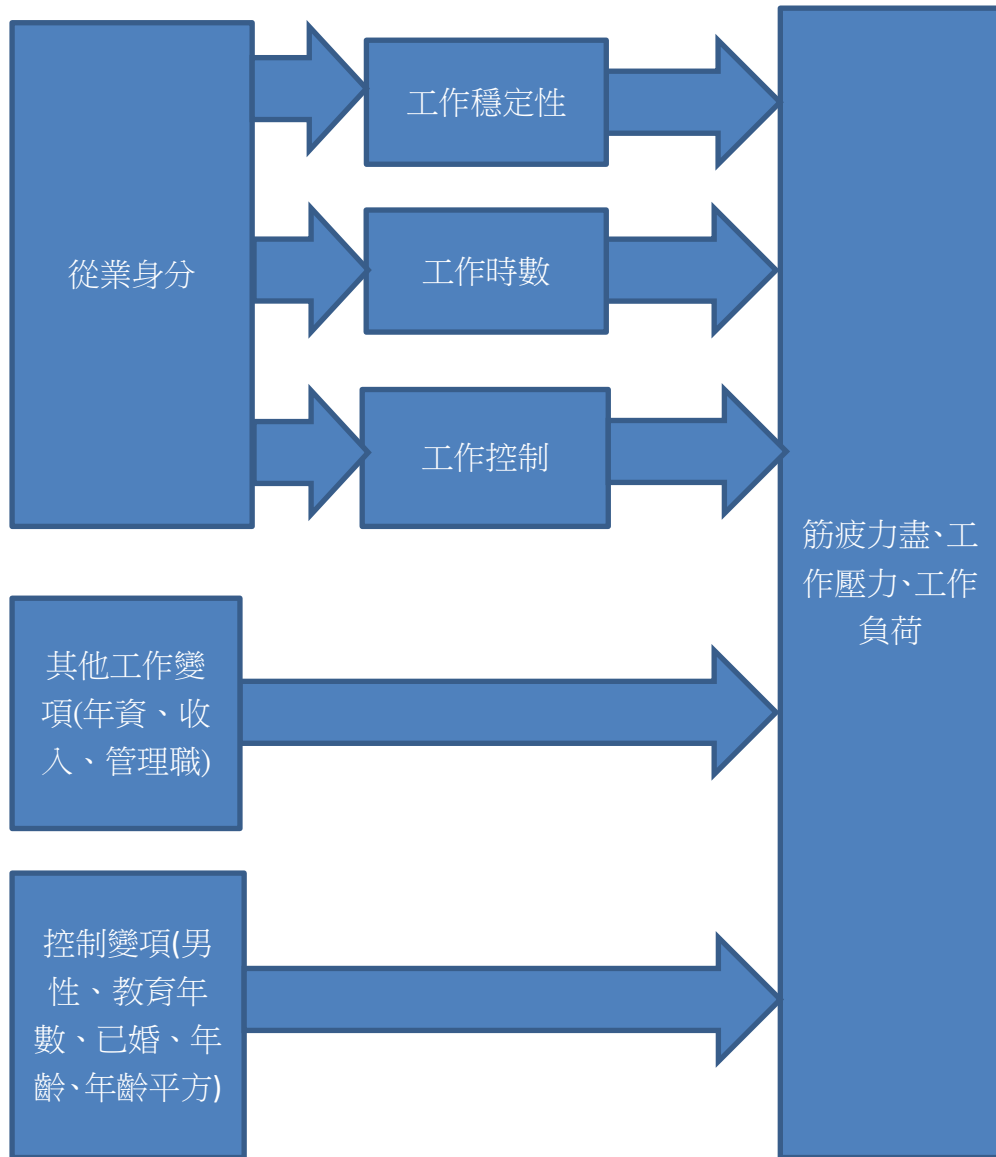 從業身分
工作穩定性
工作時數
工作控制
筋疲力盡、工
作壓力、工作
負荷
其他工作變
項(年資、收
入、管理職)
控制變項(男
性、教育年
數、已婚、年
齡、年齡平方)